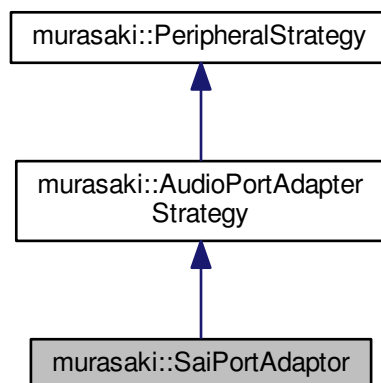 murasaki::PeripheralStrategy
murasaki::AudioPortAdapter
Strategy
murasaki::SaiPortAdaptor